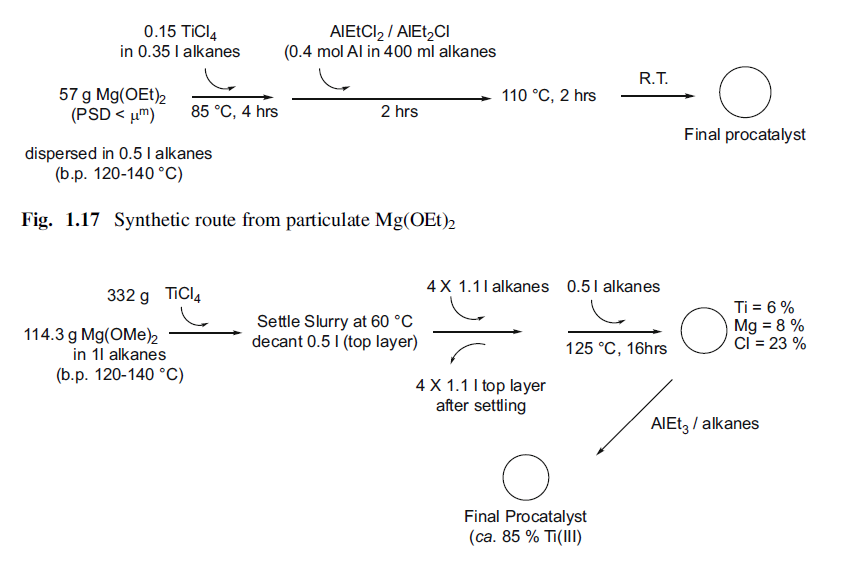 0.15 TiCl4
in 0.35 l alkanes
AlEtCl2 / AlEt2Cl
(0.4 mol Al in 400 ml alkanes
57 g Mg(OEt)2
(PSD < μm)
85 °C, 4 hrs
2 hrs
110 °C, 2 hrs
R.T.
Final procatalyst
dispersed in 0.5 l alkanes
(b.p. 120-140 °C)
Fig. 1.17 Synthetic route from particulate Mg(OEt)2
332 g TiCl4
114.3 g Mg(OMe)2
in 1l alkanes
(b.p. 120-140 °C)
Settle Slurry at 60 °C
decant 0.5 l (top layer)
4 X 1.1 l alkanes
4 X 1.1 l top layer
after settling
0.5 l alkanes
125 °C, 16hrs
Ti = 6 %
Mg = 8 %
Cl = 23 %
AlEt3 / alkanes
Final Procatalyst
(ca. 85 % Ti(III)